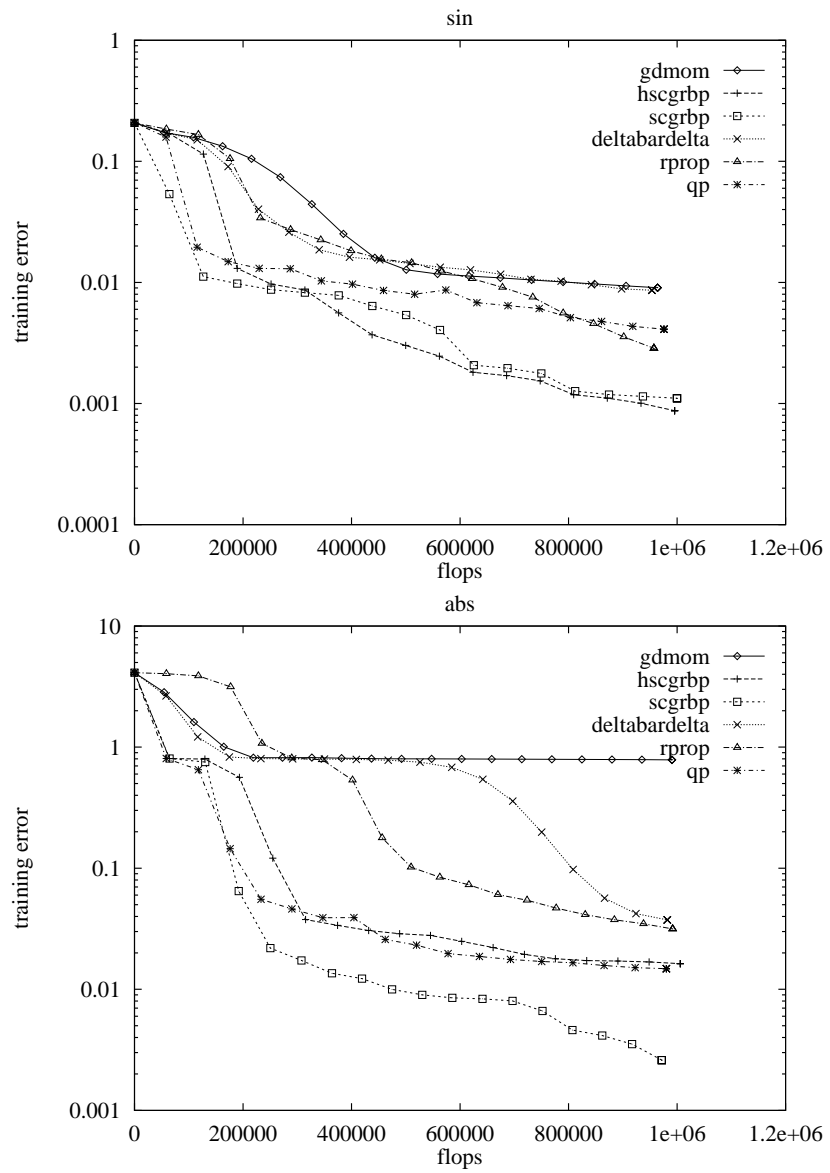 sin
1
0.1
0.01
0.001
0.0001
training error
gdmom
hscgrbp
scgrbp
deltabardelta
rprop
qp
0 200000 400000 600000 800000 1e+06 1.2e+06
flops
abs
10
1
0.1
0.01
0.001
training error
gdmom
hscgrbp
scgrbp
deltabardelta
rprop
qp
0 200000 400000 600000 800000 1e+06 1.2e+06
flops